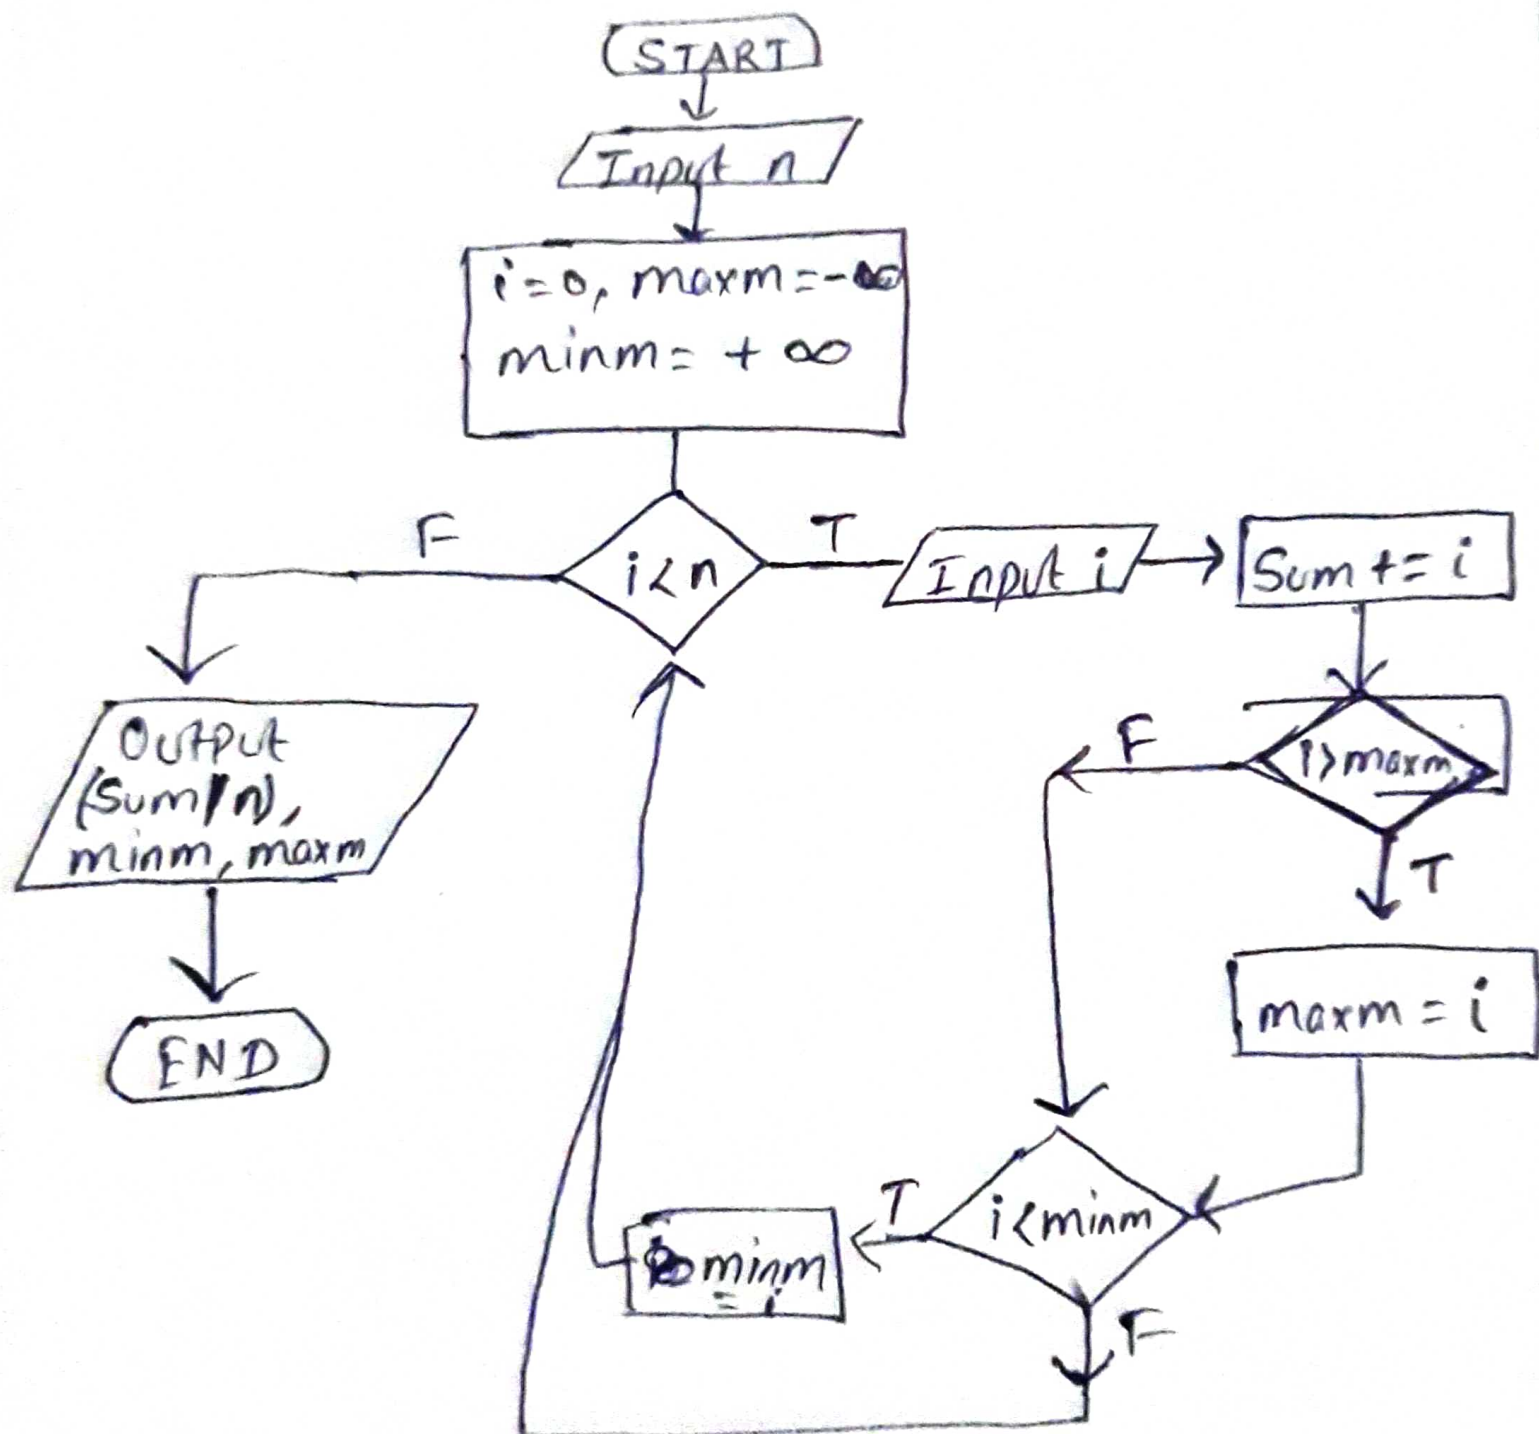 START
Input n
i=0, maxm=-∞
minm= + ∞
F
i<n
T
Input i
Sum += i
Output
(Sum/n),
minm, maxm
F
i>maxm
T
END
maxm = i
T
i<minm
minm
= i
F